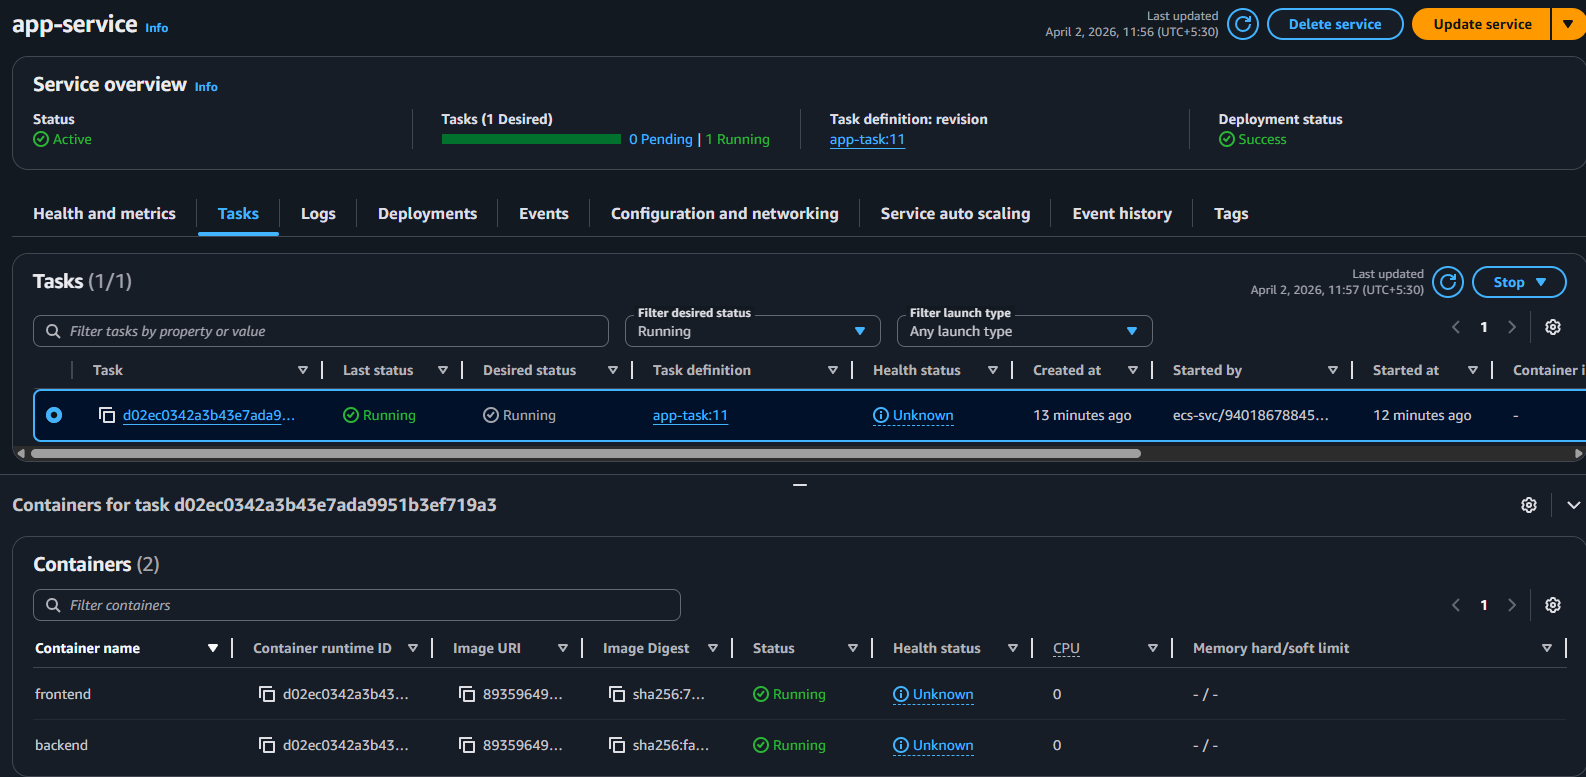 app-service Info
Last updated
April 2, 2026, 11:56 (UTC+5:30)
Delete service
Update service
Service overview Info
Status
Active
Tasks (1 Desired)
0 Pending | 1 Running
Task definition: revision
app-task:11
Deployment status
Success
Health and metrics Tasks Logs Deployments Events Configuration and networking Service auto scaling Event history Tags
Tasks (1/1)
Last updated
April 2, 2026, 11:57 (UTC+5:30)
Stop
Filter tasks by property or value
Filter desired status
Running
Filter launch type
Any launch type
1
Task Last status Desired status Task definition Health status Created at Started by Started at Container i
d02ec0342a3b43e7ada9... Running Running app-task:11 Unknown 13 minutes ago ecs-svc/94018678845... 12 minutes ago -
Containers for task d02ec0342a3b43e7ada9951b3ef719a3
Containers (2)
Filter containers
1
Container name Container runtime ID Image URI Image Digest Status Health status CPU Memory hard/soft limit
frontend d02ec0342a3b43... 89359649... sha256:7... Running Unknown 0 - / -
backend d02ec0342a3b43... 89359649... sha256:fa... Running Unknown 0 - / -